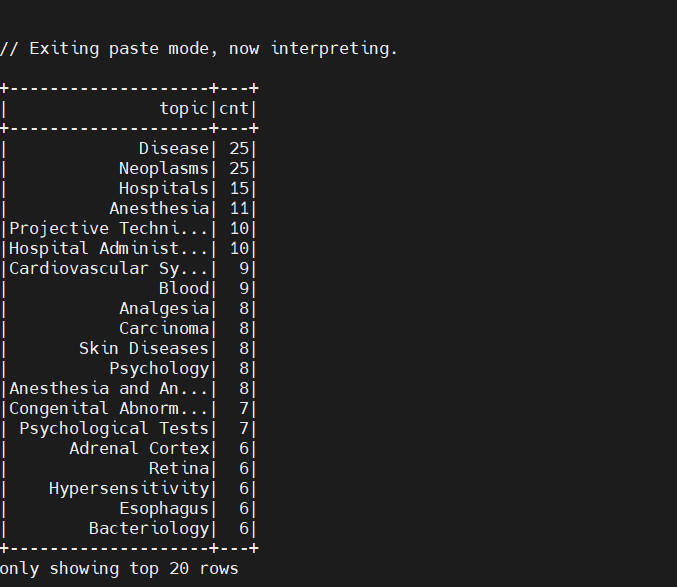 // Exiting paste mode, now interpreting.
+--------------------+---+
|               topic|cnt|
+--------------------+---+
|             Disease| 25|
|           Neoplasms| 25|
|           Hospitals| 15|
|          Anesthesia| 11|
|Projective Techni...| 10|
|Hospital Administ...| 10|
|Cardiovascular Sy...|  9|
|               Blood|  9|
|           Analgesia|  8|
|           Carcinoma|  8|
|       Skin Diseases|  8|
|          Psychology|  8|
|Anesthesia and An...|  8|
|Congenital Abnorm...|  7|
| Psychological Tests|  7|
|      Adrenal Cortex|  6|
|              Retina|  6|
|    Hypersensitivity|  6|
|           Esophagus|  6|
|        Bacteriology|  6|
+--------------------+---+
only showing top 20 rows